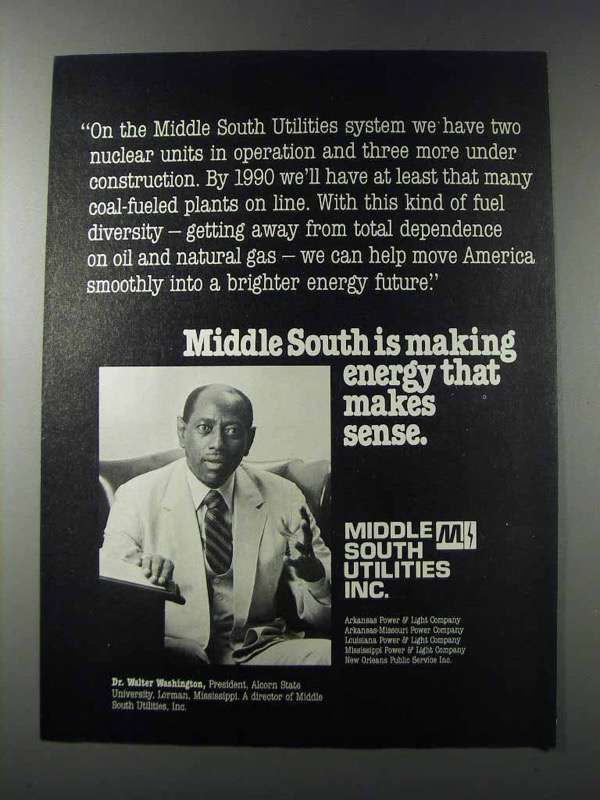 “On the Middle South Utilities system we have two
nuclear units in operation and three more under
construction. By 1990 we’ll have at least that many
coal-fueled plants on line. With this kind of fuel
diversity – getting away from total dependence
on oil and natural gas – we can help move America
smoothly into a brighter energy future.”
Middle South is making
energy that
makes
sense.
MIDDLE
SOUTH
UTILITIES
INC.
Arkansas Power & Light Company
Arkansas-Missouri Power Company
Louisiana Power & Light Company
Mississippi Power & Light Company
New Orleans Public Service Inc.
Dr. Walter Washington, President, Alcorn State
University, Lorman, Mississippi. A director of Middle
South Utilities, Inc.